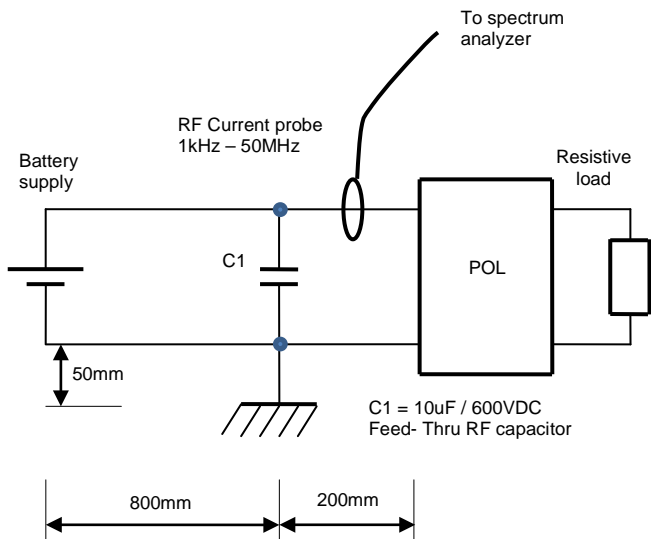 To spectrum
analyzer
RF Current probe
1kHz – 50MHz
Battery
supply
Resistive
load
C1
POL
50mm
C1 = 10uF / 600VDC
Feed- Thru RF capacitor
800mm
200mm